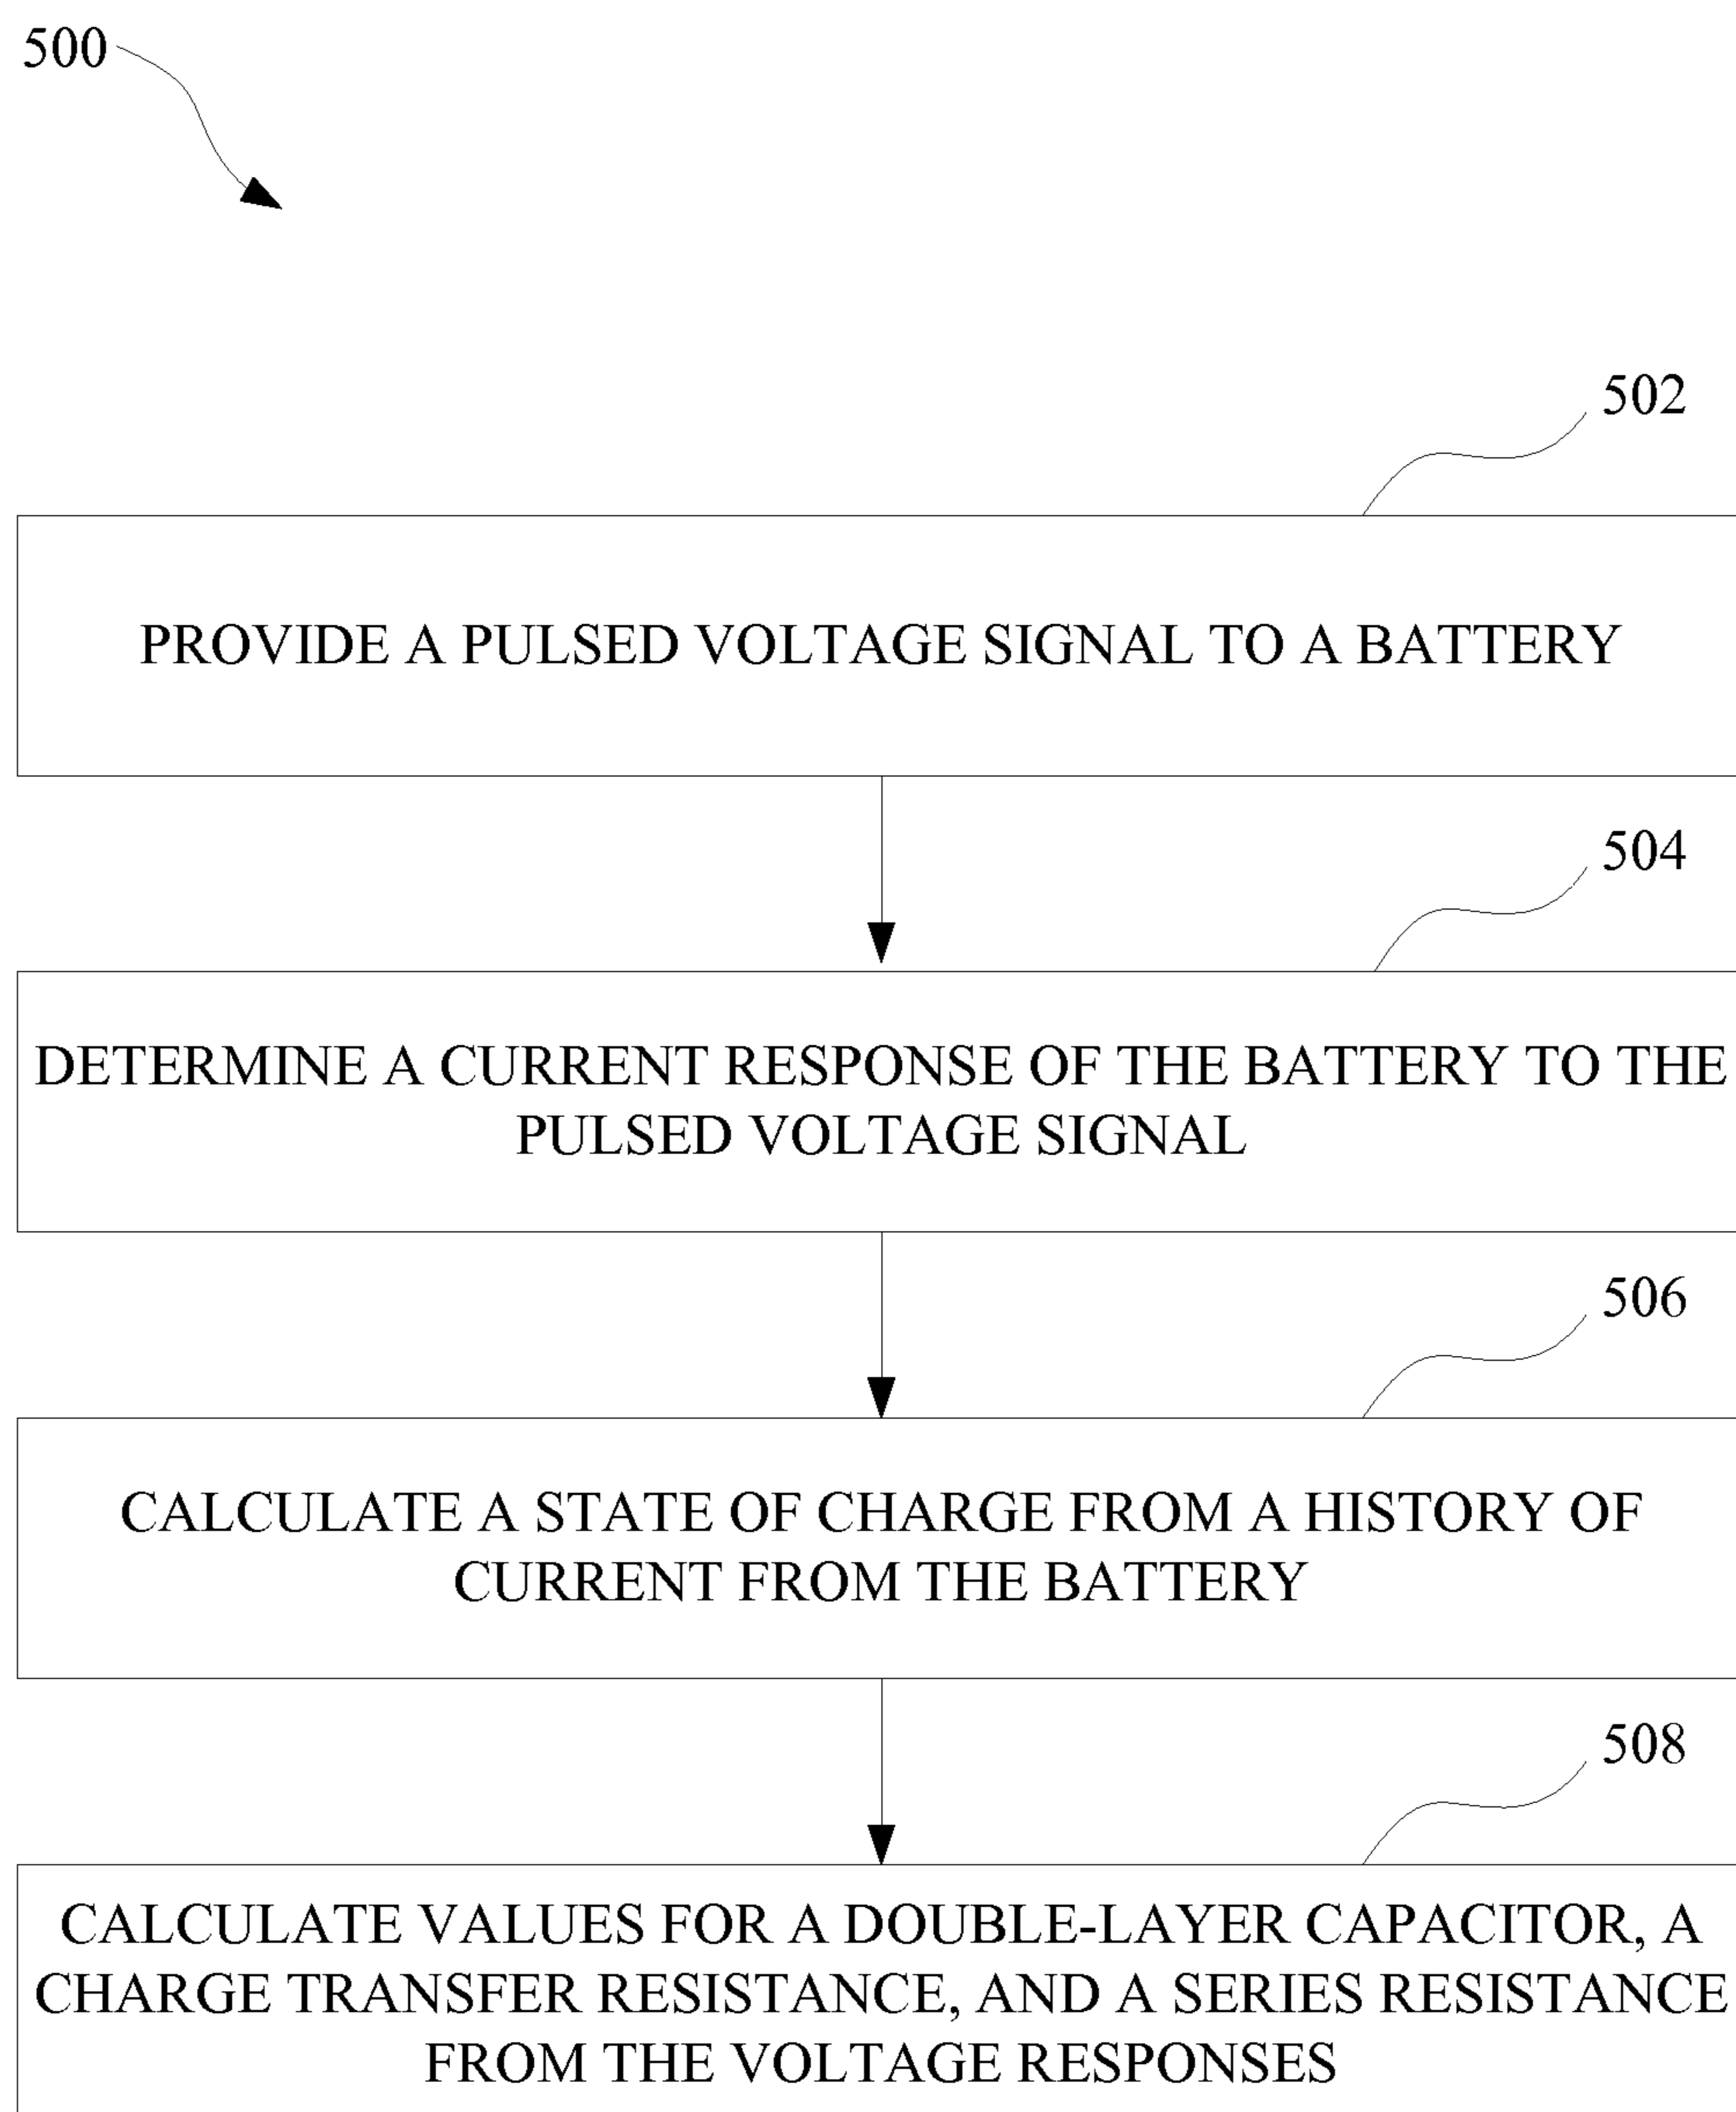 500
502
PROVIDE A PULSED VOLTAGE SIGNAL TO A BATTERY
504
DETERMINE A CURRENT RESPONSE OF THE BATTERY TO THE
PULSED VOLTAGE SIGNAL
506
CALCULATE A STATE OF CHARGE FROM A HISTORY OF
CURRENT FROM THE BATTERY
508
CALCULATE VALUES FOR A DOUBLE-LAYER CAPACITOR, A
CHARGE TRANSFER RESISTANCE, AND A SERIES RESISTANCE
FROM THE VOLTAGE RESPONSES